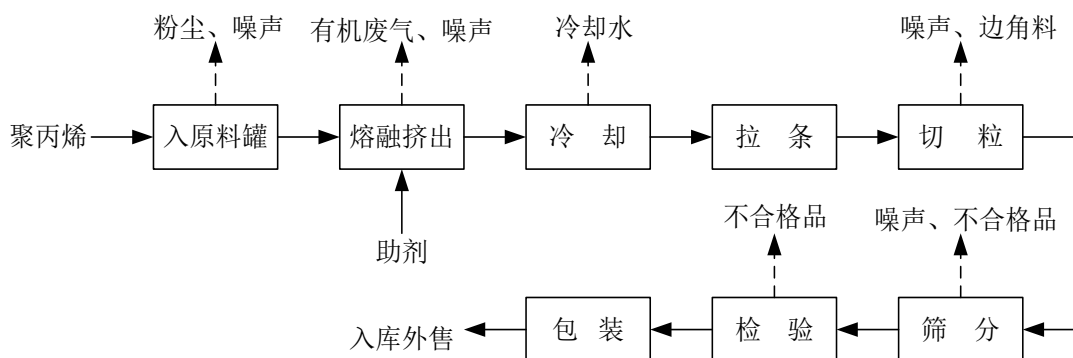 粉尘、噪声
有机废气、噪声
冷却水
噪声、边角料
聚丙烯
入原料罐
熔融挤出
冷 却
拉 条
切 粒
助剂
不合格品
噪声、不合格品
入库外售
包 装
检 验
筛 分